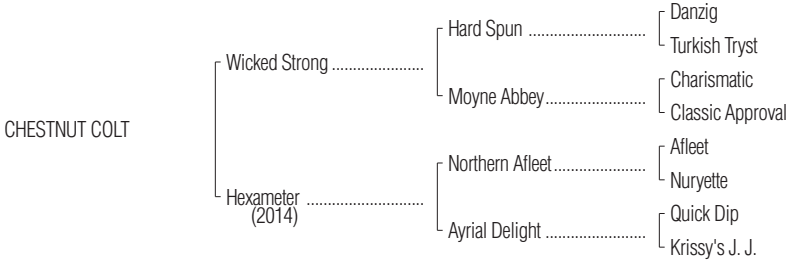 Danzig
Hard Spun ..........................
Turkish Tryst
Wicked Strong .....................
Charismatic
Moyne Abbey.......................
Classic Approval
CHESTNUT COLT
Afleet
Northern Afleet.....................
Nuryette
Hexameter ..........................
(2014)
Quick Dip
Ayrial Delight .......................
Krissy's J. J.